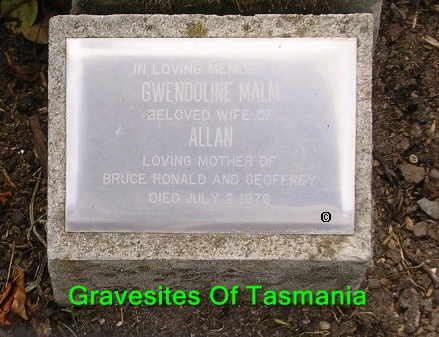 IN LOVING MEMORY OF
GWENDOLINE MALM
BELOVED WIFE OF
ALLAN
LOVING MOTHER OF
BRUCE RONALD AND GEOFFREY
DIED JULY 2 1976
©
Gravesites Of Tasmania